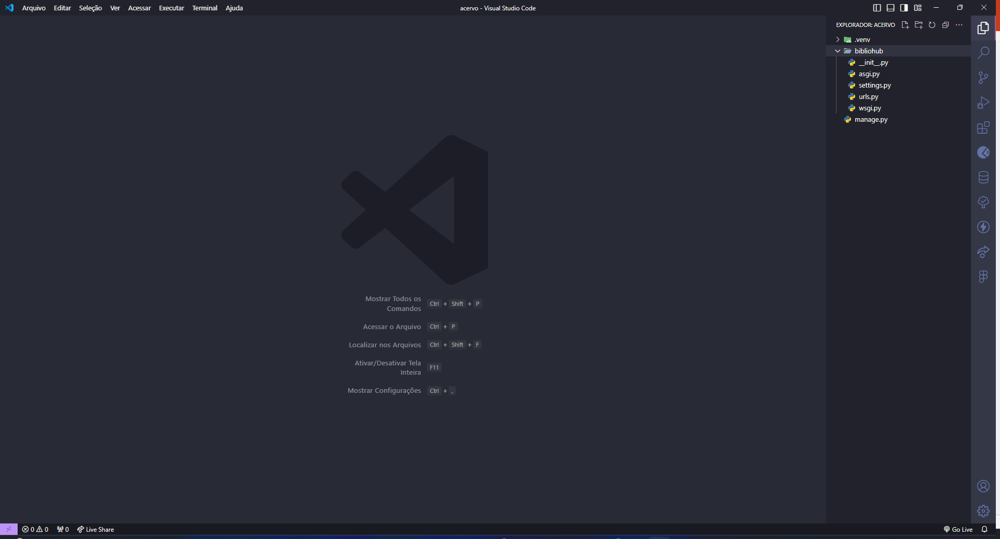 Arquivo Editar Seleção Ver Acessar Executar Terminal Ajuda
acervo - Visual Studio Code
EXPLORADOR: ACERVO
.venv
bibliohub
__init__.py
asgi.py
settings.py
urls.py
wsgi.py
manage.py
Mostrar Todos os
Comandos
Ctrl + Shift + P
Acessar o Arquivo Ctrl + P
Localizar nos Arquivos Ctrl + Shift + F
Ativar/Desativar Tela
Inteira
F11
Mostrar Configurações Ctrl + ,
0 0 0 Live Share
Go Live